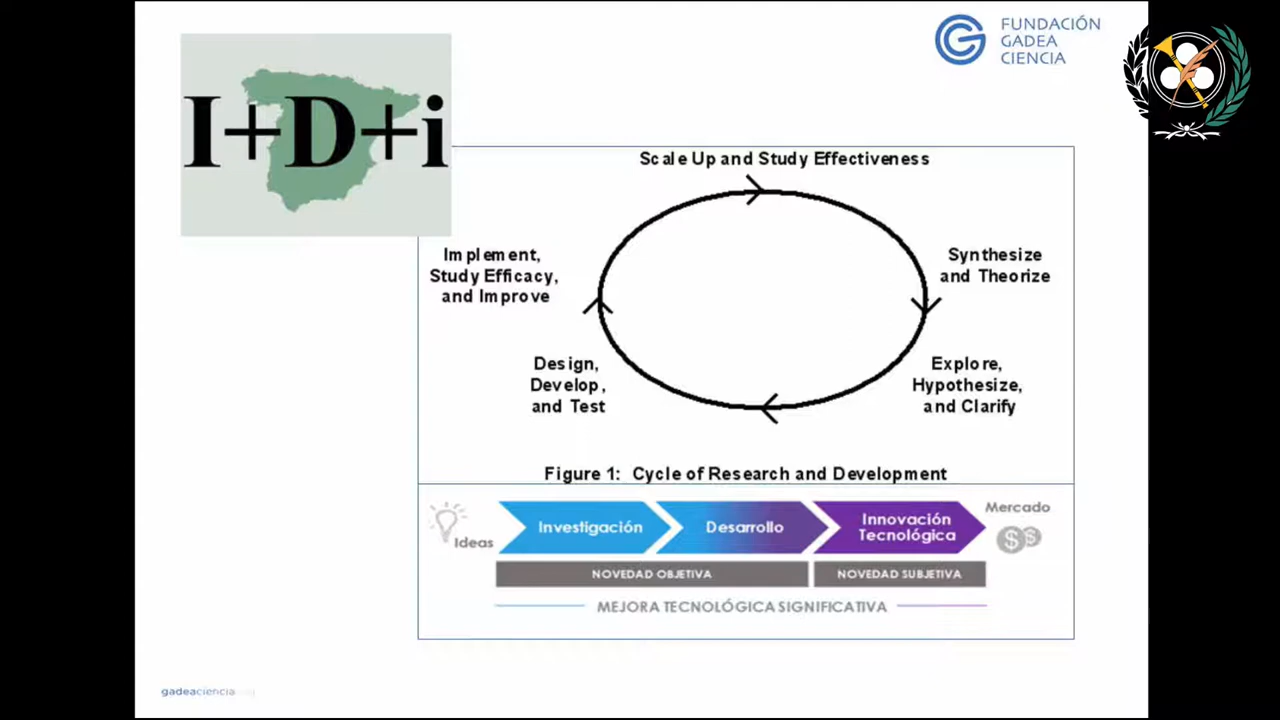 I+D+i
FUNDACIÓN
GADEA
CIENCIA
Scale Up and Study Effectiveness
Implement,
Study Efficacy,
and Improve
Synthesize
and Theorize
Design,
Develop,
and Test
Explore,
Hypothesize,
and Clarify
Figure 1: Cycle of Research and Development
Ideas
Investigación
Desarrollo
Innovación
Tecnológica
Mercado
$ $
NOVEDAD OBJETIVA
NOVEDAD SUBJETIVA
MEJORA TECNOLÓGICA SIGNIFICATIVA
gadeaciencia.org